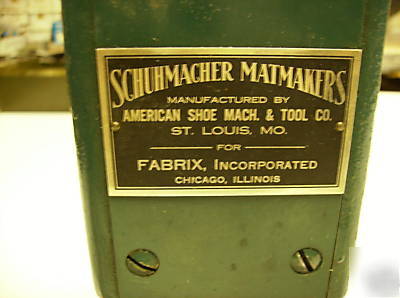 SCHUHMACHER MATMAKERS
MANUFACTURED BY
AMERICAN SHOE MACH. & TOOL CO.
ST. LOUIS, MO.
FOR
FABRIX, INCORPORATED
CHICAGO, ILLINOIS